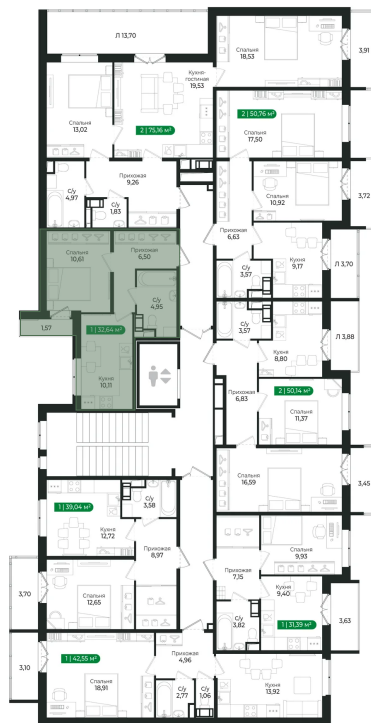 Л 13,70
Спальня
18,53
3,91
Кухня-
гостиная
19,53
Спальня
13,02
2 | 75,16 м²
2 | 50,76 м²
Спальня
17,50
С/у
4,97
Прихожая
9,26
С/у
1,83
Спальня
10,92
3,72
Прихожая
6,63
С/у
3,57
Кухня
9,17
Л 3,70
Спальня
10,61
Прихожая
6,50
С/у
4,95
1,57
1 | 32,64 м²
Кухня
10,11
С/у
3,57
Кухня
8,80
Л 3,88
Прихожая
6,83
2 | 50,14 м²
Спальня
11,37
Спальня
16,59
3,45
1 | 39,04 м²
Кухня
12,72
С/у
3,58
Прихожая
8,97
Спальня
9,93
Прихожая
7,15
3,70
Спальня
12,65
Кухня
9,40
С/у
3,82
1 | 31,39 м²
3,63
3,10
1 | 42,55 м²
Спальня
18,91
Прихожая
4,96
С/у
2,77
С/у
1,06
Кухня
13,92